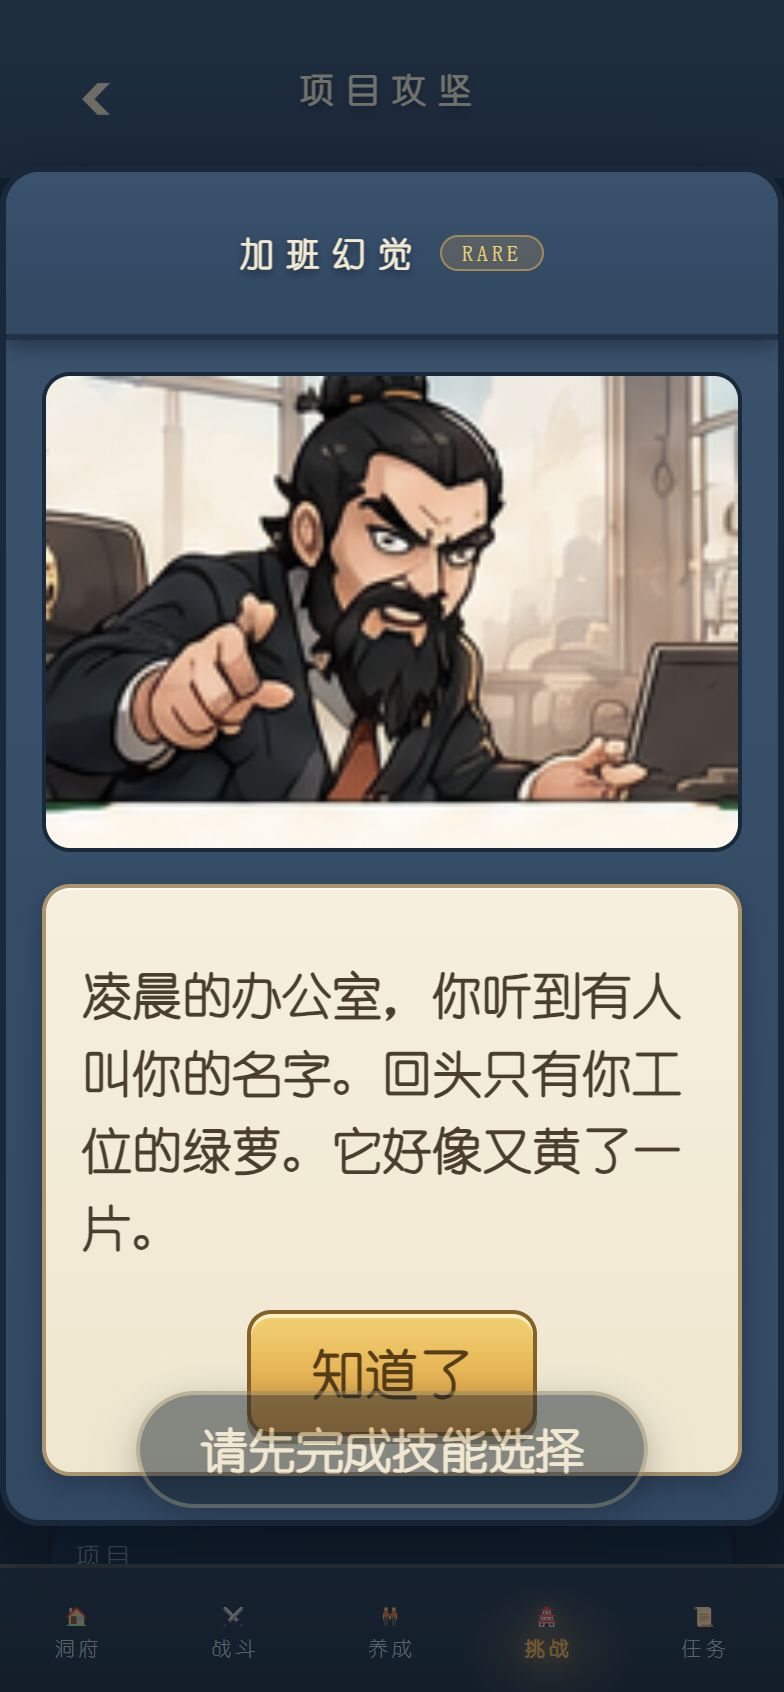 项目攻坚
加班幻觉 RARE
凌晨的办公室，你听到有人
叫你的名字。回头只有你工
位的绿萝。它好像又黄了一
片。
知道了
请先完成技能选择
项目
洞府 战斗 养成 挑战 任务